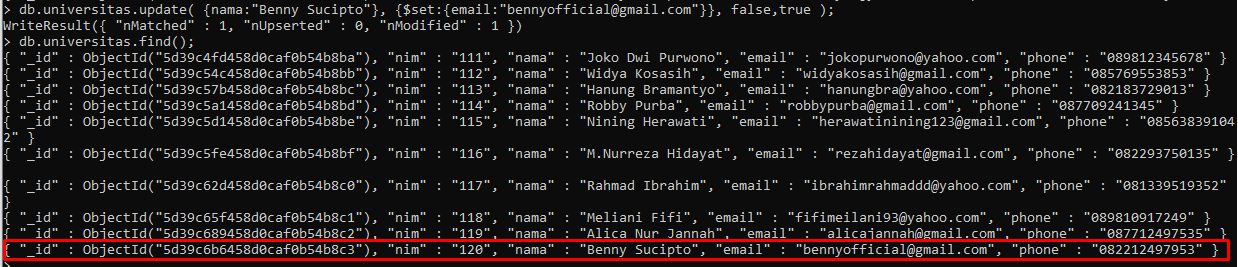 > db.universitas.update( {nama:"Benny Sucipto"}, {$set:{email:"bennyofficial@gmail.com"}}, false,true );
WriteResult({ "nMatched" : 1, "nUpserted" : 0, "nModified" : 1 })
> db.universitas.find();
{ "_id" : ObjectId("5d39c4fd458d0caf0b54b8ba"), "nim" : "111", "nama" : "Joko Dwi Purwono", "email" : "jokopurwono@yahoo.com", "phone" : "089812345678" }
{ "_id" : ObjectId("5d39c54c458d0caf0b54b8bb"), "nim" : "112", "nama" : "Widya Kosasih", "email" : "widyakosasih@gmail.com", "phone" : "085769553853" }
{ "_id" : ObjectId("5d39c57b458d0caf0b54b8bc"), "nim" : "113", "nama" : "Hanung Bramantyo", "email" : "hanungbra@yahoo.com", "phone" : "082183729013" }
{ "_id" : ObjectId("5d39c5a1458d0caf0b54b8bd"), "nim" : "114", "nama" : "Robby Purba", "email" : "robbypurba@gmail.com", "phone" : "087709241345" }
{ "_id" : ObjectId("5d39c5d1458d0caf0b54b8be"), "nim" : "115", "nama" : "Nining Herawati", "email" : "herawatinining123@gmail.com", "phone" : "08563839104
2" }
{ "_id" : ObjectId("5d39c5fe458d0caf0b54b8bf"), "nim" : "116", "nama" : "M.Nurreza Hidayat", "email" : "rezahidayat@gmail.com", "phone" : "082293750135" }
{ "_id" : ObjectId("5d39c62d458d0caf0b54b8c0"), "nim" : "117", "nama" : "Rahmad Ibrahim", "email" : "ibrahimrahmaddd@yahoo.com", "phone" : "081339519352"
}
{ "_id" : ObjectId("5d39c65f458d0caf0b54b8c1"), "nim" : "118", "nama" : "Meliani Fifi", "email" : "fifimeilani93@yahoo.com", "phone" : "089810917249" }
{ "_id" : ObjectId("5d39c689458d0caf0b54b8c2"), "nim" : "119", "nama" : "Alica Nur Jannah", "email" : "alicajannah@gmail.com", "phone" : "087712497535" }
{ "_id" : ObjectId("5d39c6b6458d0caf0b54b8c3"), "nim" : "120", "nama" : "Benny Sucipto", "email" : "bennyofficial@gmail.com", "phone" : "082212497953" }
>